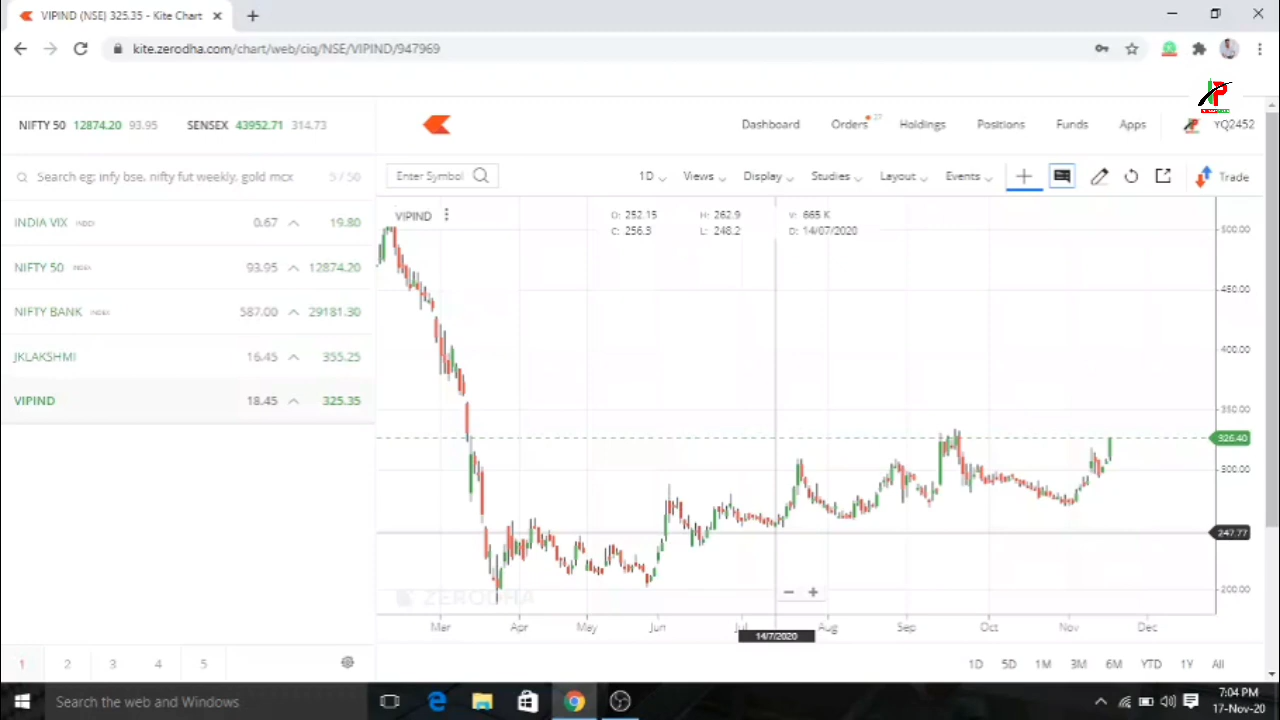 VIPIND (NSE) 325.35 - Kite Chart
kite.zerodha.com/chart/web/ciq/NSE/VIPIND/947969
NIFTY 50 12874.20 93.95 SENSEX 43952.71 314.73
Dashboard Orders Holdings Positions Funds Apps YQ2452
Search eg: infy bse, nifty fut weekly, gold mcx 5 / 50
Enter Symbol 1D Views Display Studies Layout Events Trade
INDIA VIX INDEX 0.67 19.80
NIFTY 50 INDEX 93.95 12874.20
NIFTY BANK INDEX 587.00 29181.30
JKLAKSHMI 16.45 355.25
VIPIND 18.45 325.35
VIPIND
O: 252.15 H: 262.9 V: 665 K
C: 256.3 L: 248.2 D: 14/07/2020
500.00
450.00
400.00
350.00
326.40
300.00
247.77
200.00
ZERODHA
Mar Apr May Jun Jul Aug Sep Oct Nov Dec
14/7/2020
1 2 3 4 5
1D 5D 1M 3M 6M YTD 1Y All
Search the web and Windows
7:04 PM
17-Nov-20